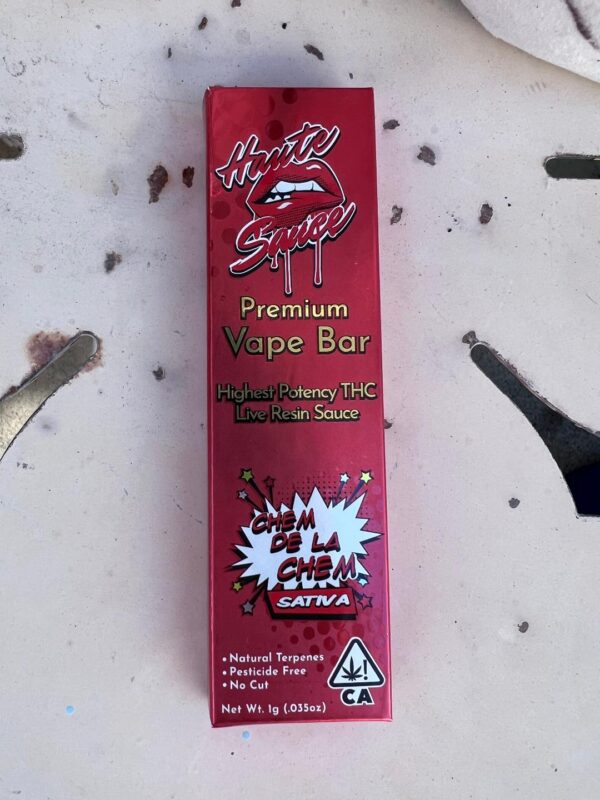 Haute
Sauce
Premium
Vape Bar
Highest Potency THC
Live Resin Sauce
CHEM
DE LA
CHEM
SATIVA
• Natural Terpenes
• Pesticide Free
• No Cut
!
CA
Net Wt. 1g (.035oz)